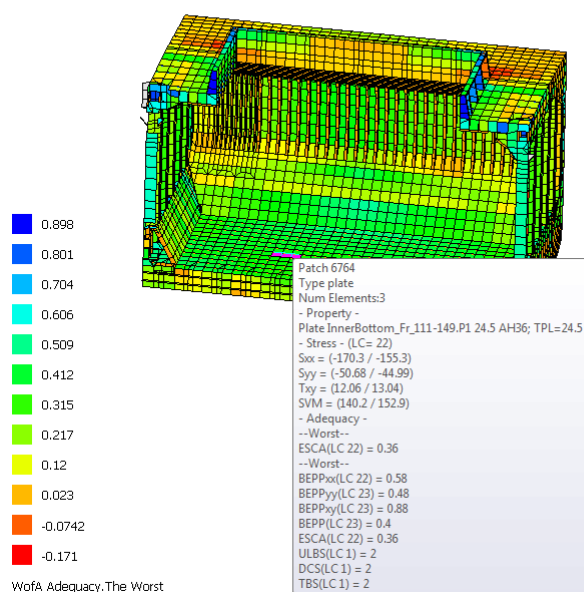 0.898
0.801
0.704
0.606
0.509
0.412
0.315
0.217
0.12
0.023
-0.0742
-0.171
WofA Adequacy.The Worst
Patch 6764
Type plate
Num Elements:3
- Property -
Plate InnerBottom_Fr_111-149.P1 24.5 AH36; TPL=24.5
- Stress - (LC= 22)
Sxx = (-170.3 / -155.3)
Syy = (-50.68 / -44.99)
Txy = (12.06 / 13.04)
SVM = (140.2 / 152.9)
- Adequacy -
--Worst--
ESCA(LC 22) = 0.36
--Worst--
BEPPxx(LC 22) = 0.58
BEPPyy(LC 23) = 0.48
BEPPxy(LC 23) = 0.88
BEPP(LC 23) = 0.4
ESCA(LC 22) = 0.36
ULBS(LC 1) = 2
DCS(LC 1) = 2
TBS(LC 1) = 2